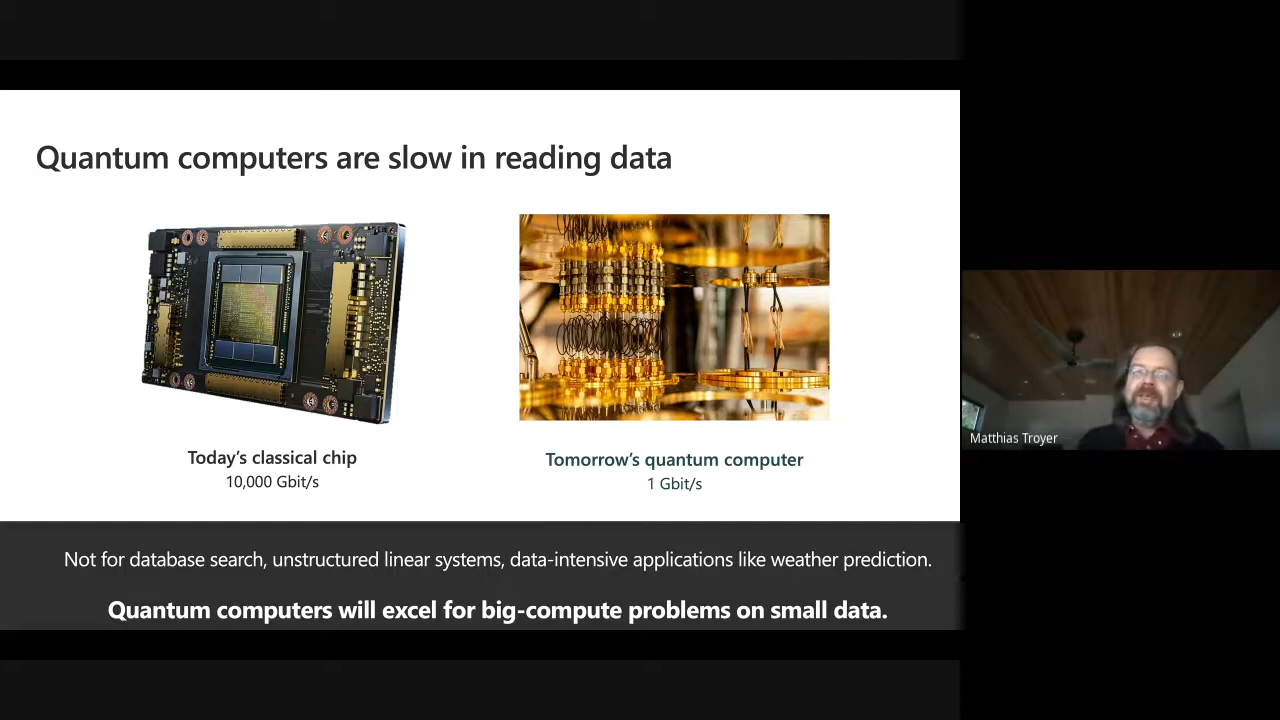 Quantum computers are slow in reading data
Today’s classical chip
10,000 Gbit/s
Tomorrow’s quantum computer
1 Gbit/s
Matthias Troyer
Not for database search, unstructured linear systems, data-intensive applications like weather prediction.
Quantum computers will excel for big-compute problems on small data.